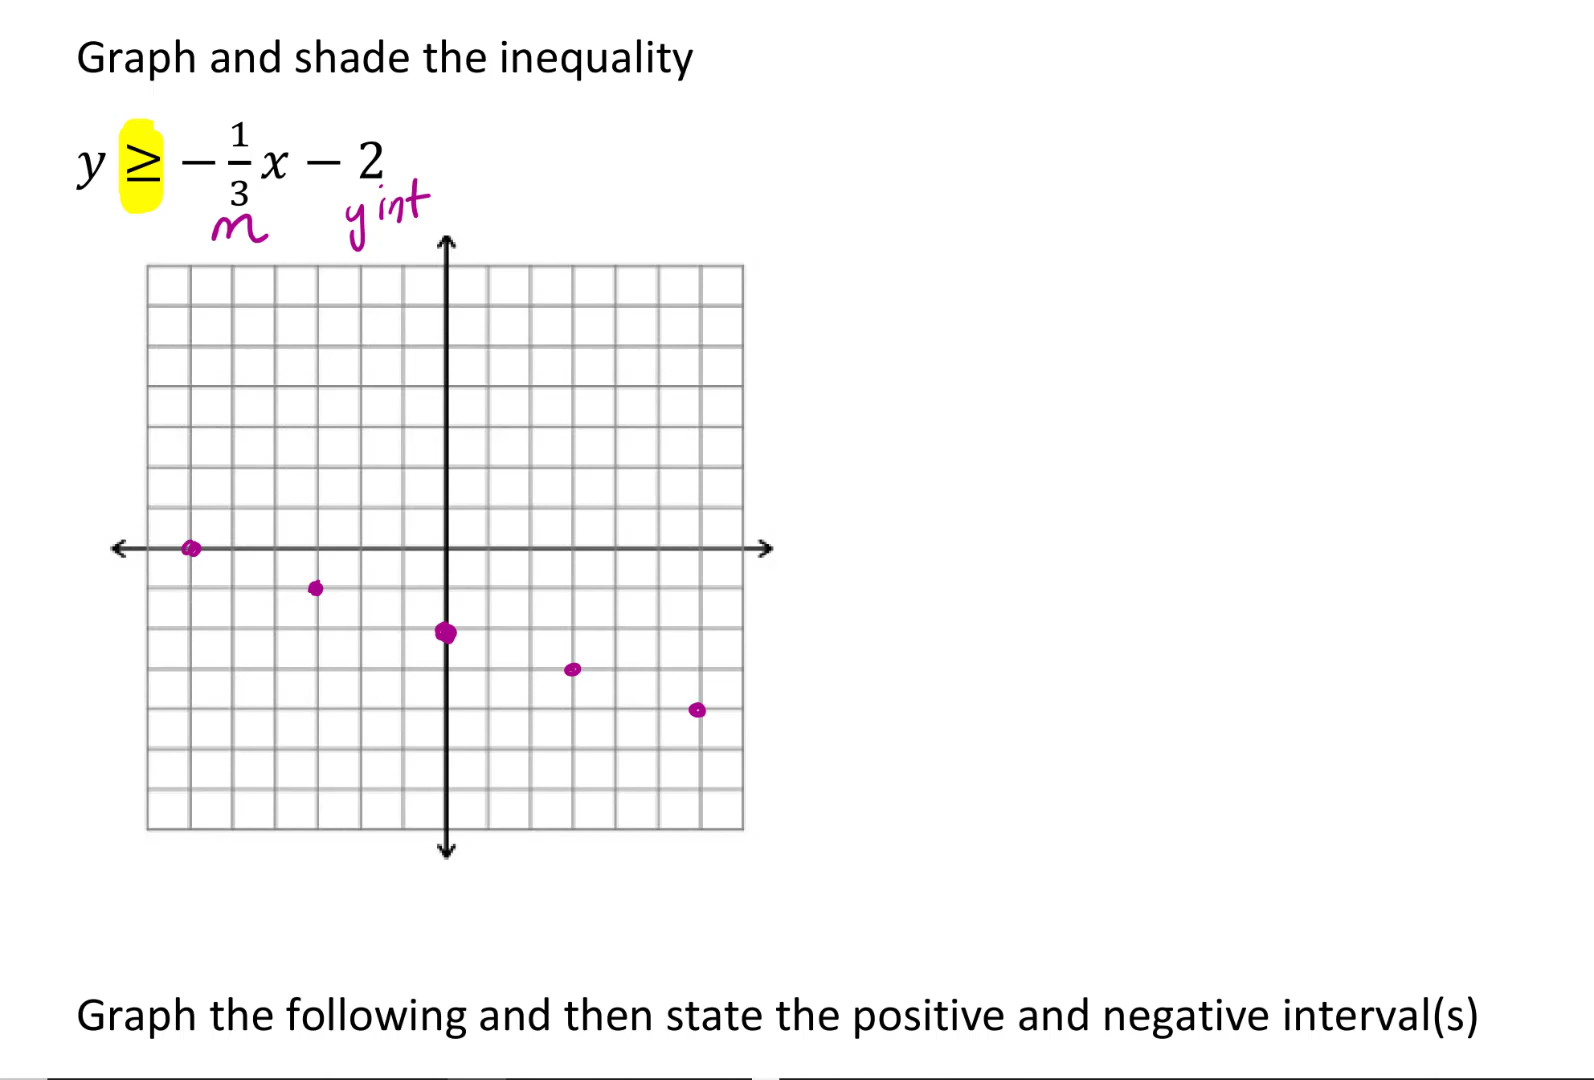 Graph and shade the inequality
y ≥ −1/3 x − 2
m y int
Graph the following and then state the positive and negative interval(s)